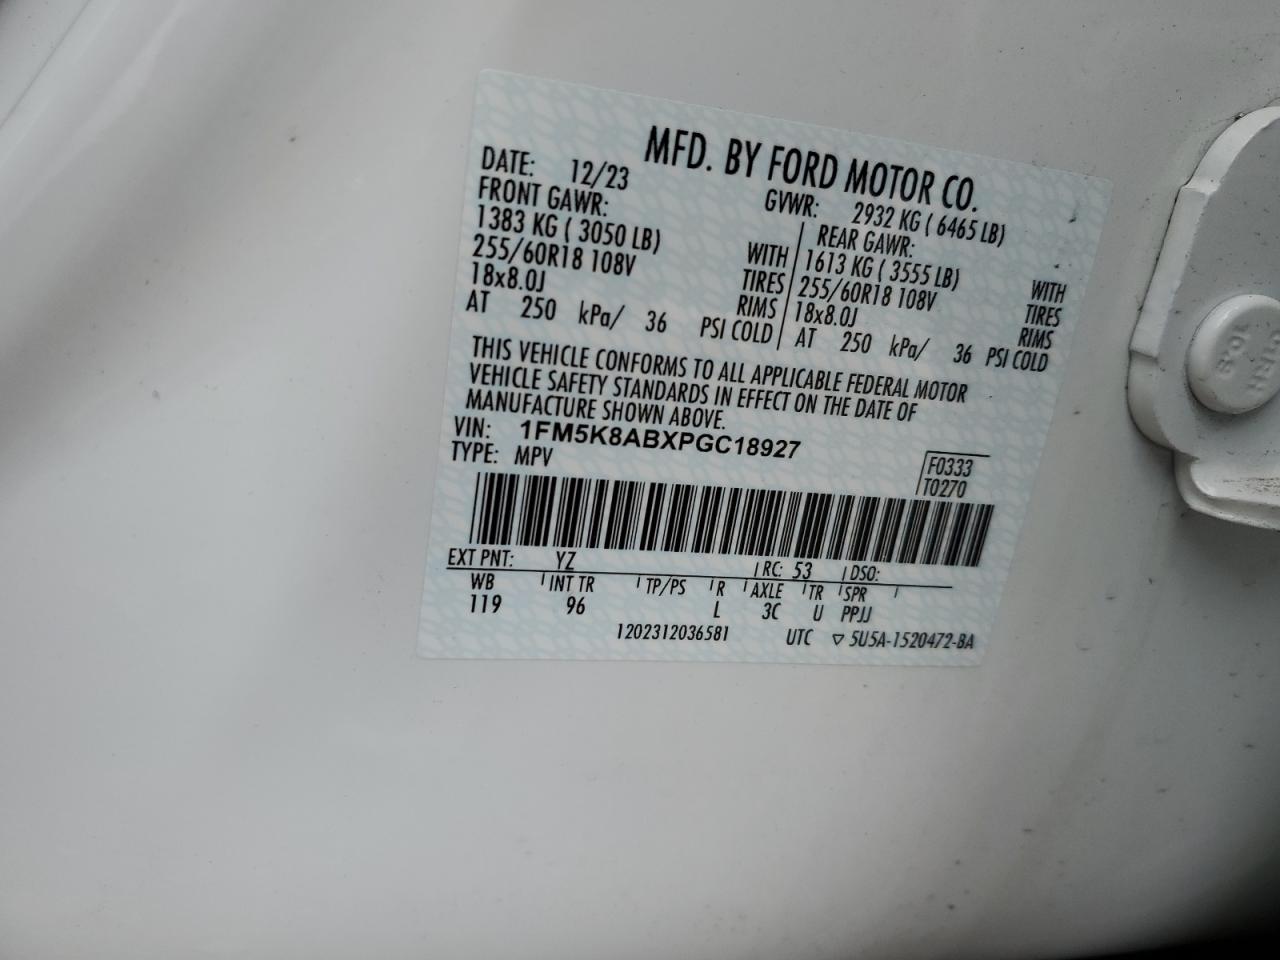 MFD. BY FORD MOTOR CO.
DATE: 12/23 GVWR: 2932 KG ( 6465 LB)
FRONT GAWR: REAR GAWR:
1383 KG ( 3050 LB) WITH 1613 KG ( 3555 LB) WITH
255/60R18 108V TIRES 255/60R18 108V TIRES
18x8.0J RIMS 18x8.0J RIMS
AT 250 kPa/ 36 PSI COLD AT 250 kPa/ 36 PSI COLD
THIS VEHICLE CONFORMS TO ALL APPLICABLE FEDERAL MOTOR
VEHICLE SAFETY STANDARDS IN EFFECT ON THE DATE OF
MANUFACTURE SHOWN ABOVE.
VIN: 1FM5K8ABXPGC18927
TYPE: MPV
F0333
T0270
EXT PNT: YZ RC: 53 DSO:
WB INT TR TP/PS R AXLE TR SPR
119 96 L 3C U PPJJ
1202312036581 UTC ▽ 5U5A-1520472-BA
10.9